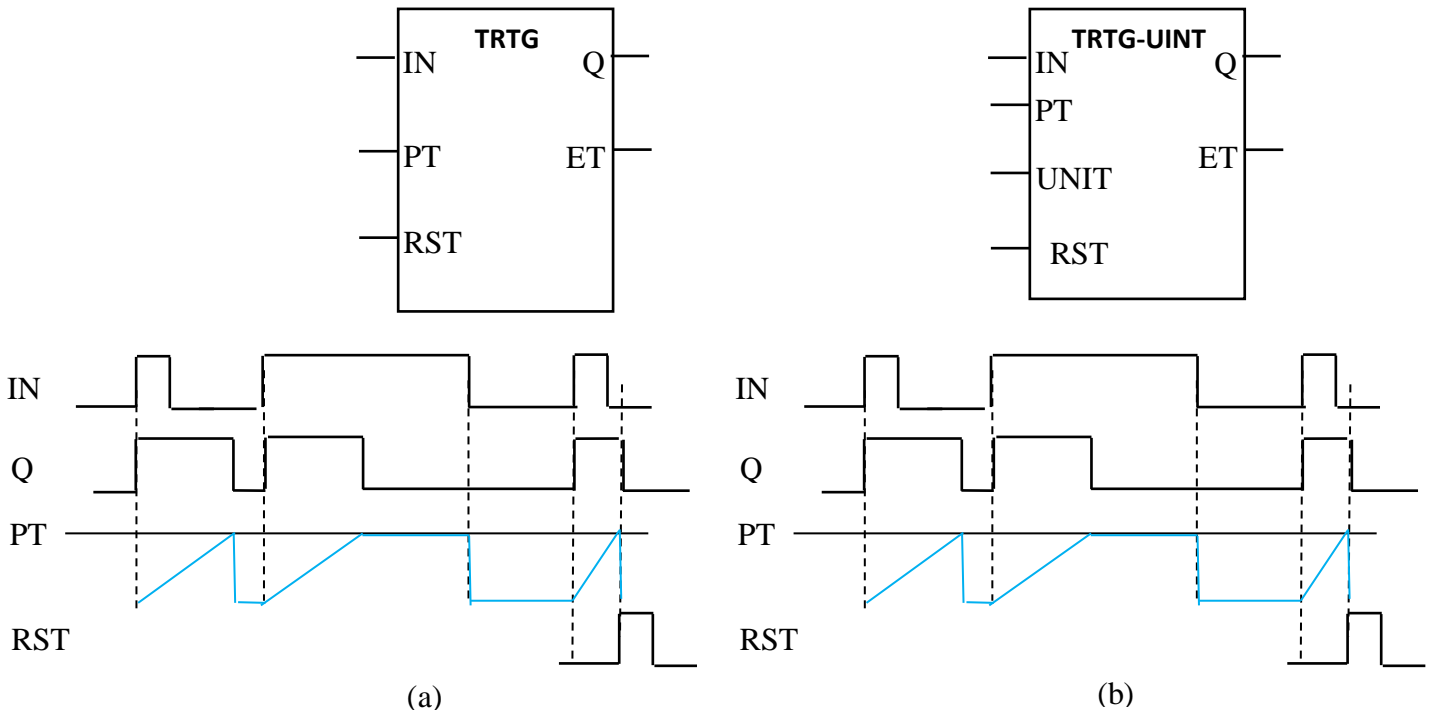 TRTG
IN Q
PT ET
RST
TRTG-UINT
IN Q
PT
ET
UNIT
RST
IN
Q
PT
RST
(a)
IN
Q
PT
RST
(b)